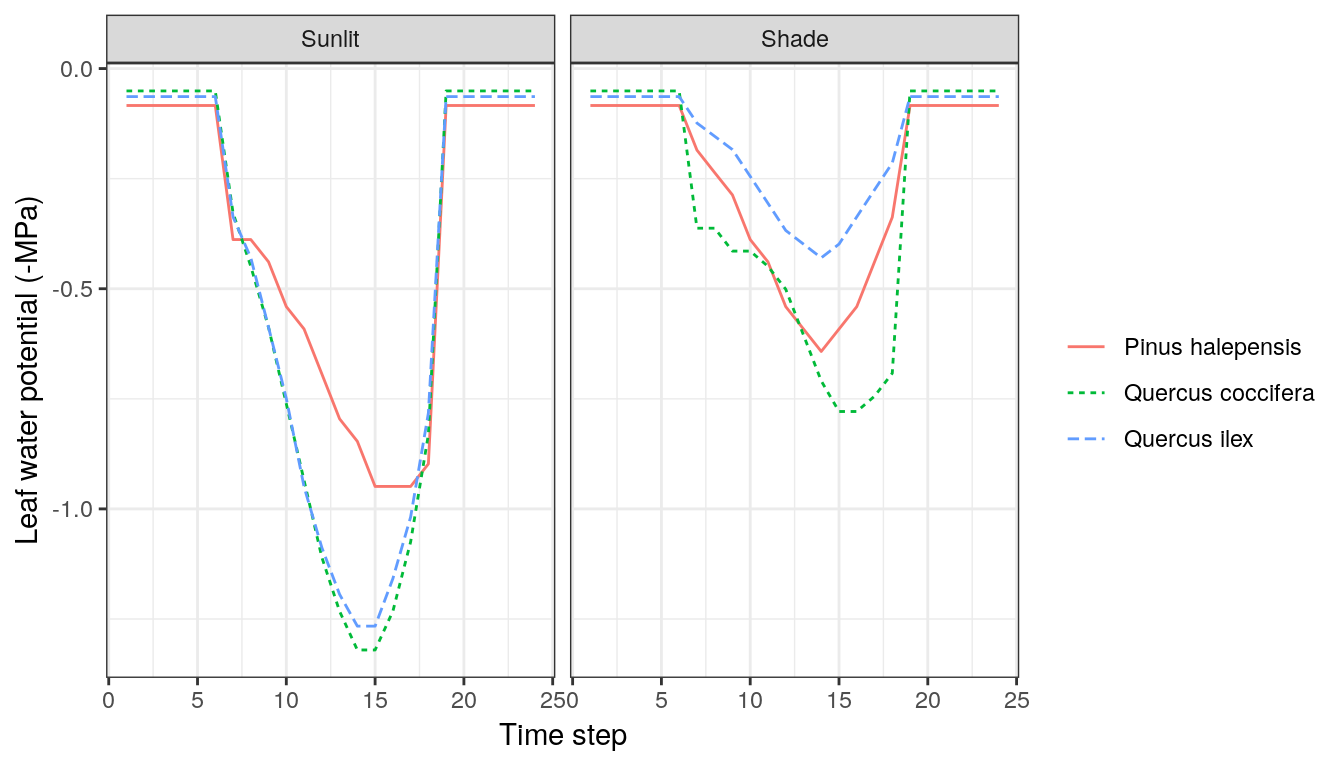 Sunlit
Shade
0.0
-0.5
-1.0
Leaf water potential (-MPa)
0 5 10 15 20 25
0 5 10 15 20 25
Time step
Pinus halepensis
Quercus coccifera
Quercus ilex